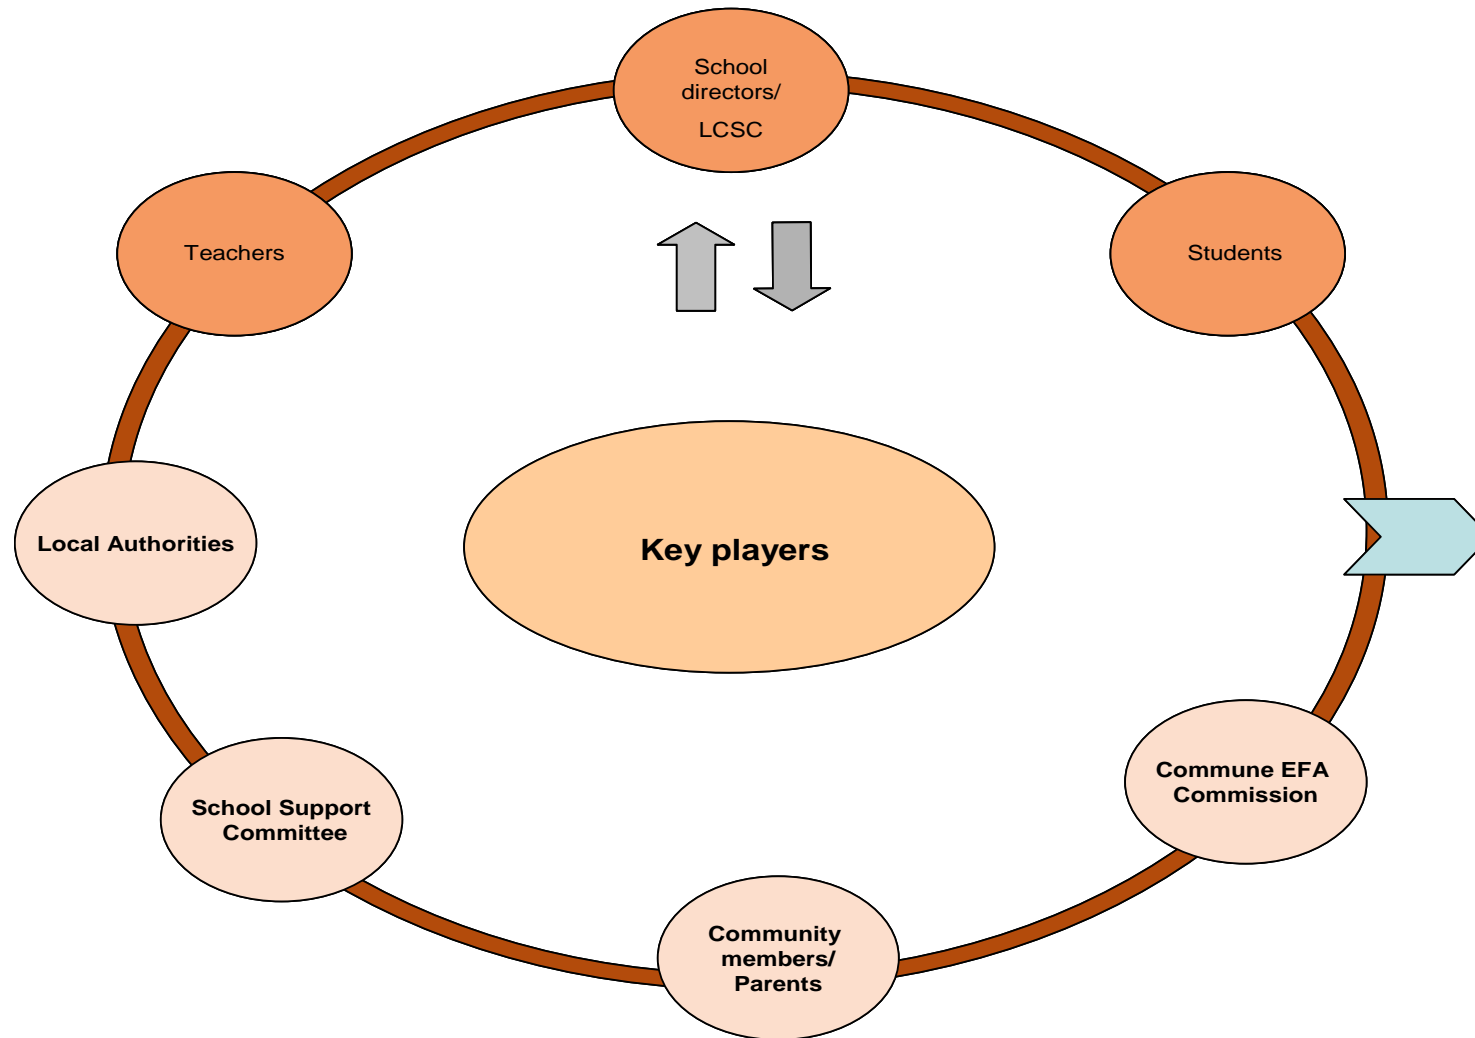 School
directors/
LCSC
Teachers
Students
Local Authorities
Key players
Commune EFA
Commission
School Support
Committee
Community
members/
Parents